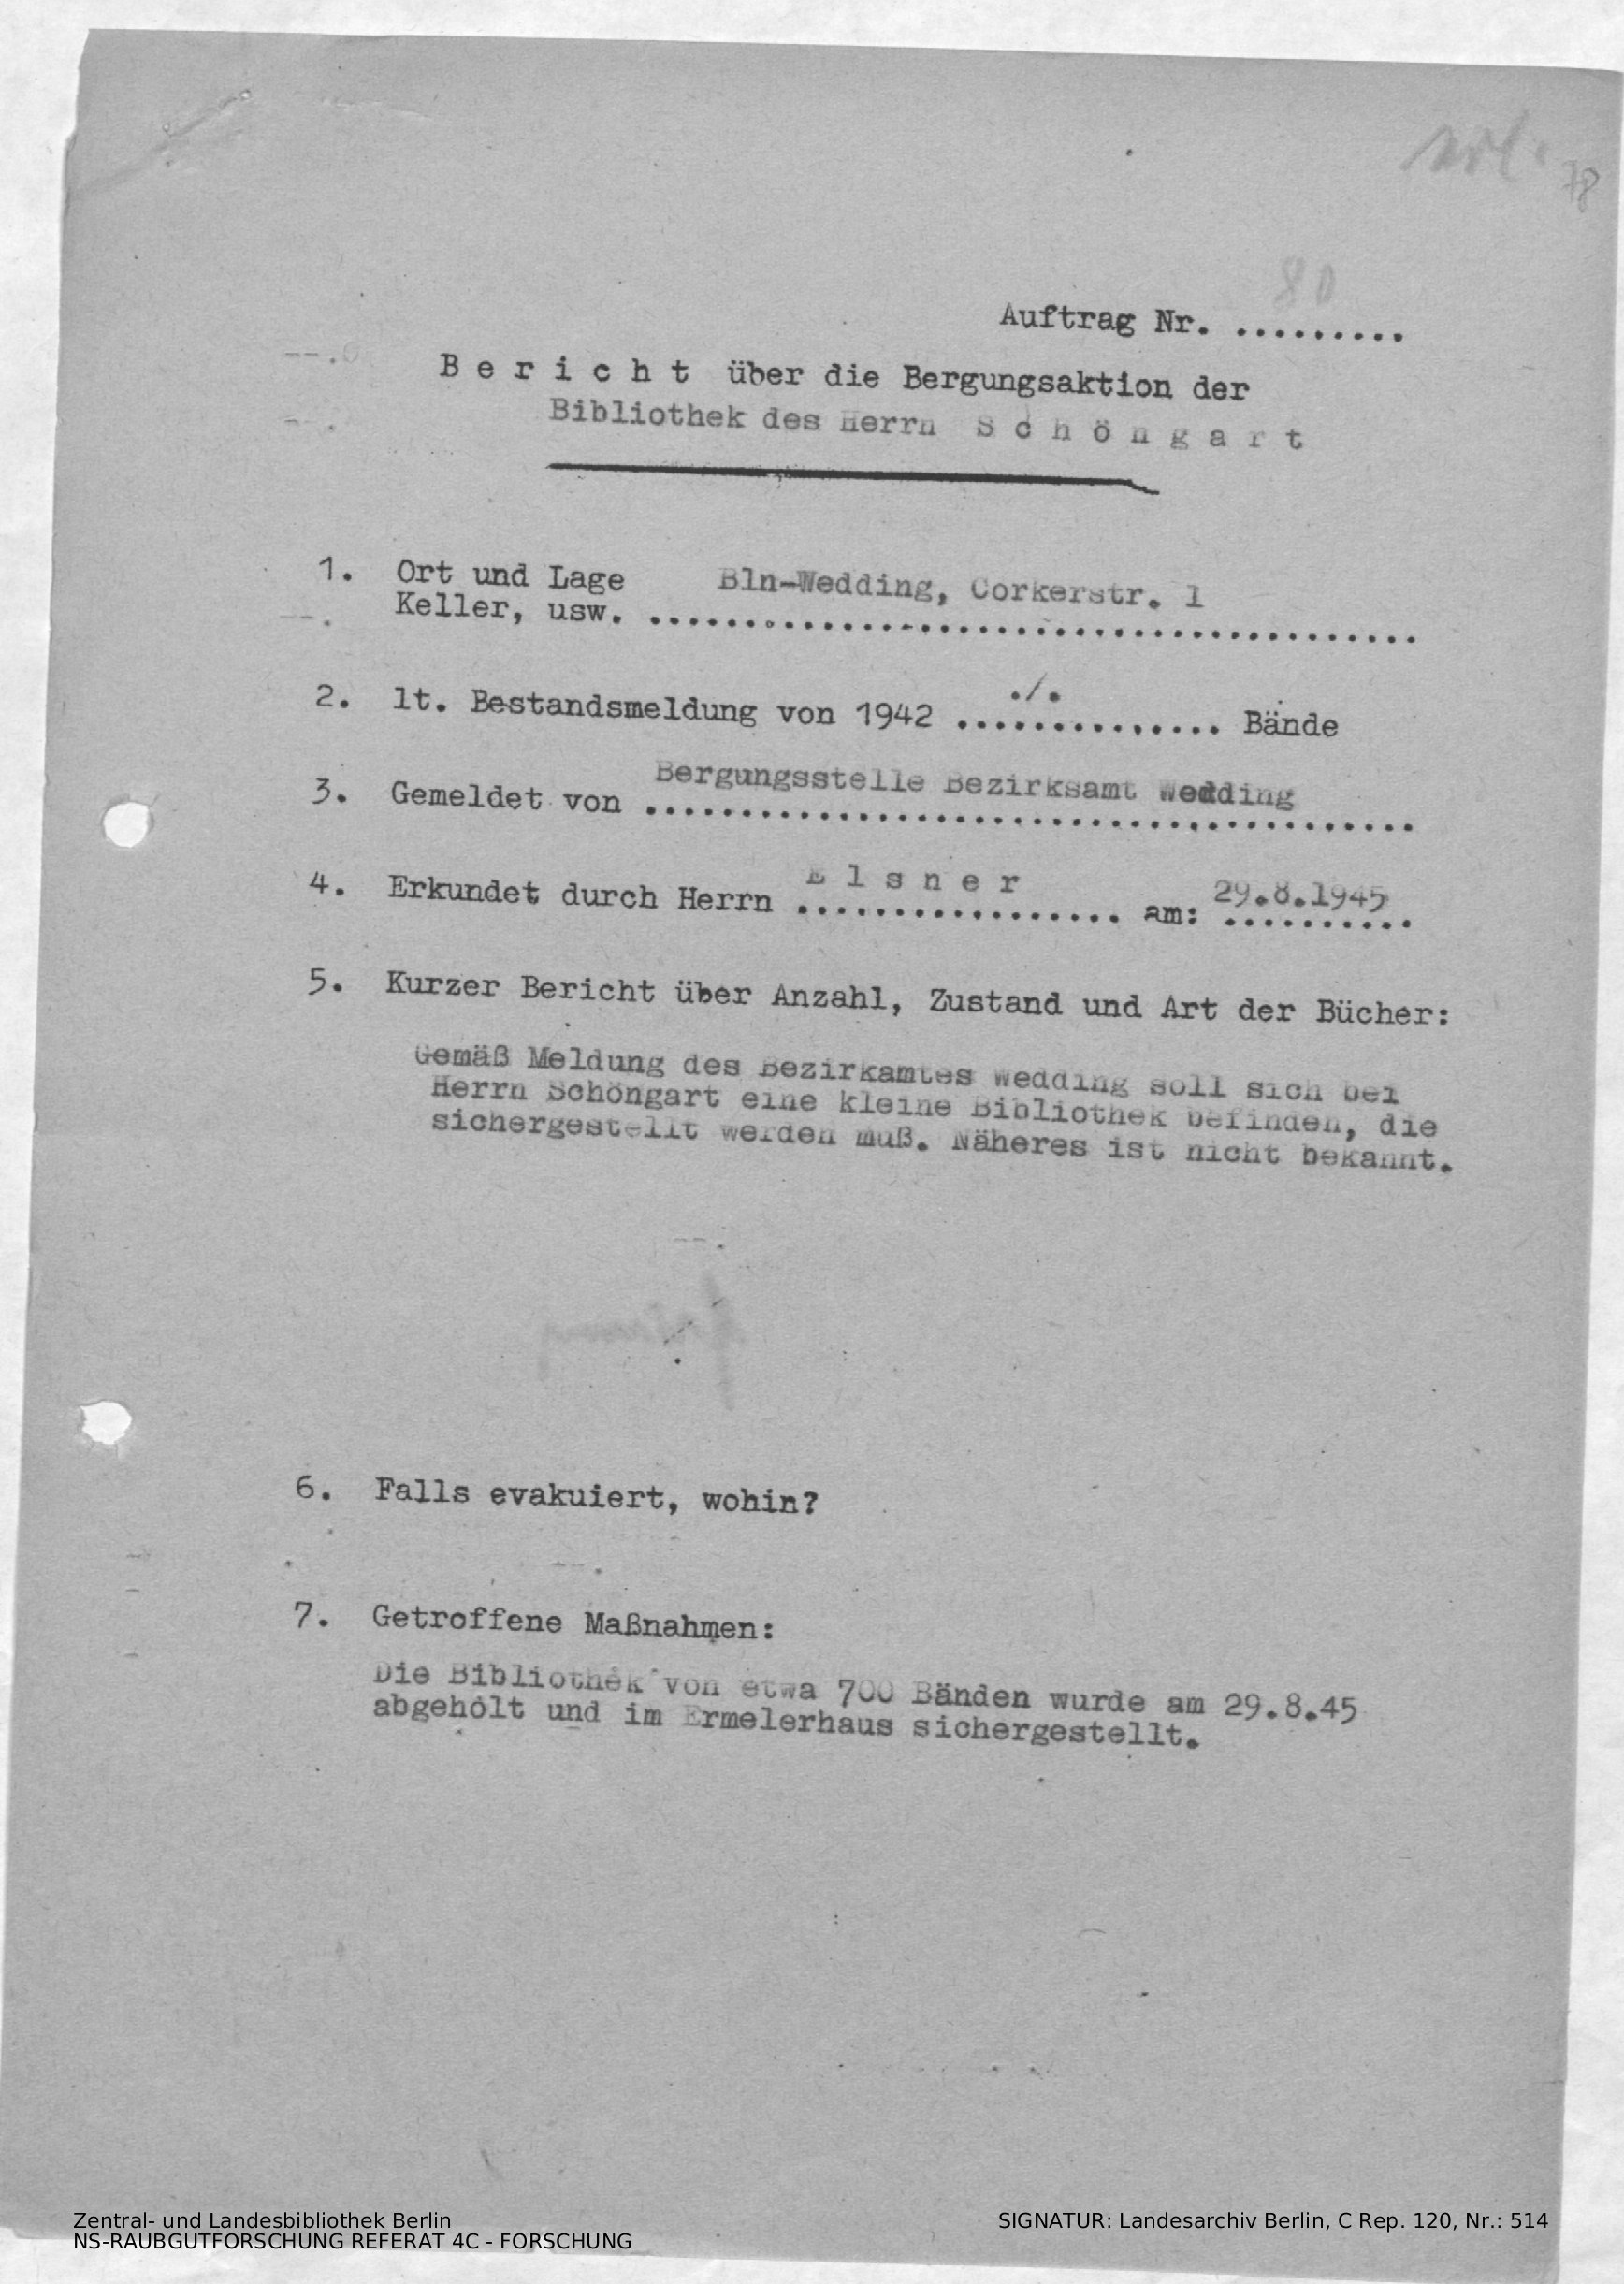 erl.
78
80
Auftrag Nr. .........
B e r i c h t über die Bergungsaktion der
Bibliothek des Herrn S c h ö n g a r t
1. Ort und Lage Bln-Wedding, Corkerstr. 1
Keller, usw. ........................................
2. lt. Bestandsmeldung von 1942 ./. .............. Bände
3. Gemeldet von Bergungsstelle Bezirksamt Wedding
4. Erkundet durch Herrn E l s n e r am: 29.8.1945
5. Kurzer Bericht über Anzahl, Zustand und Art der Bücher:
Gemäß Meldung des Bezirkamtes Wedding soll sich bei
Herrn Schöngart eine kleine Bibliothek befinden, die
sichergestellt werden muß. Näheres ist nicht bekannt.
6. Falls evakuiert, wohin?
7. Getroffene Maßnahmen:
Die Bibliothek von etwa 700 Bänden wurde am 29.8.45
abgeholt und im Ermelerhaus sichergestellt.
Zentral- und Landesbibliothek Berlin
NS-RAUBGUTFORSCHUNG REFERAT 4C - FORSCHUNG
SIGNATUR: Landesarchiv Berlin, C Rep. 120, Nr.: 514